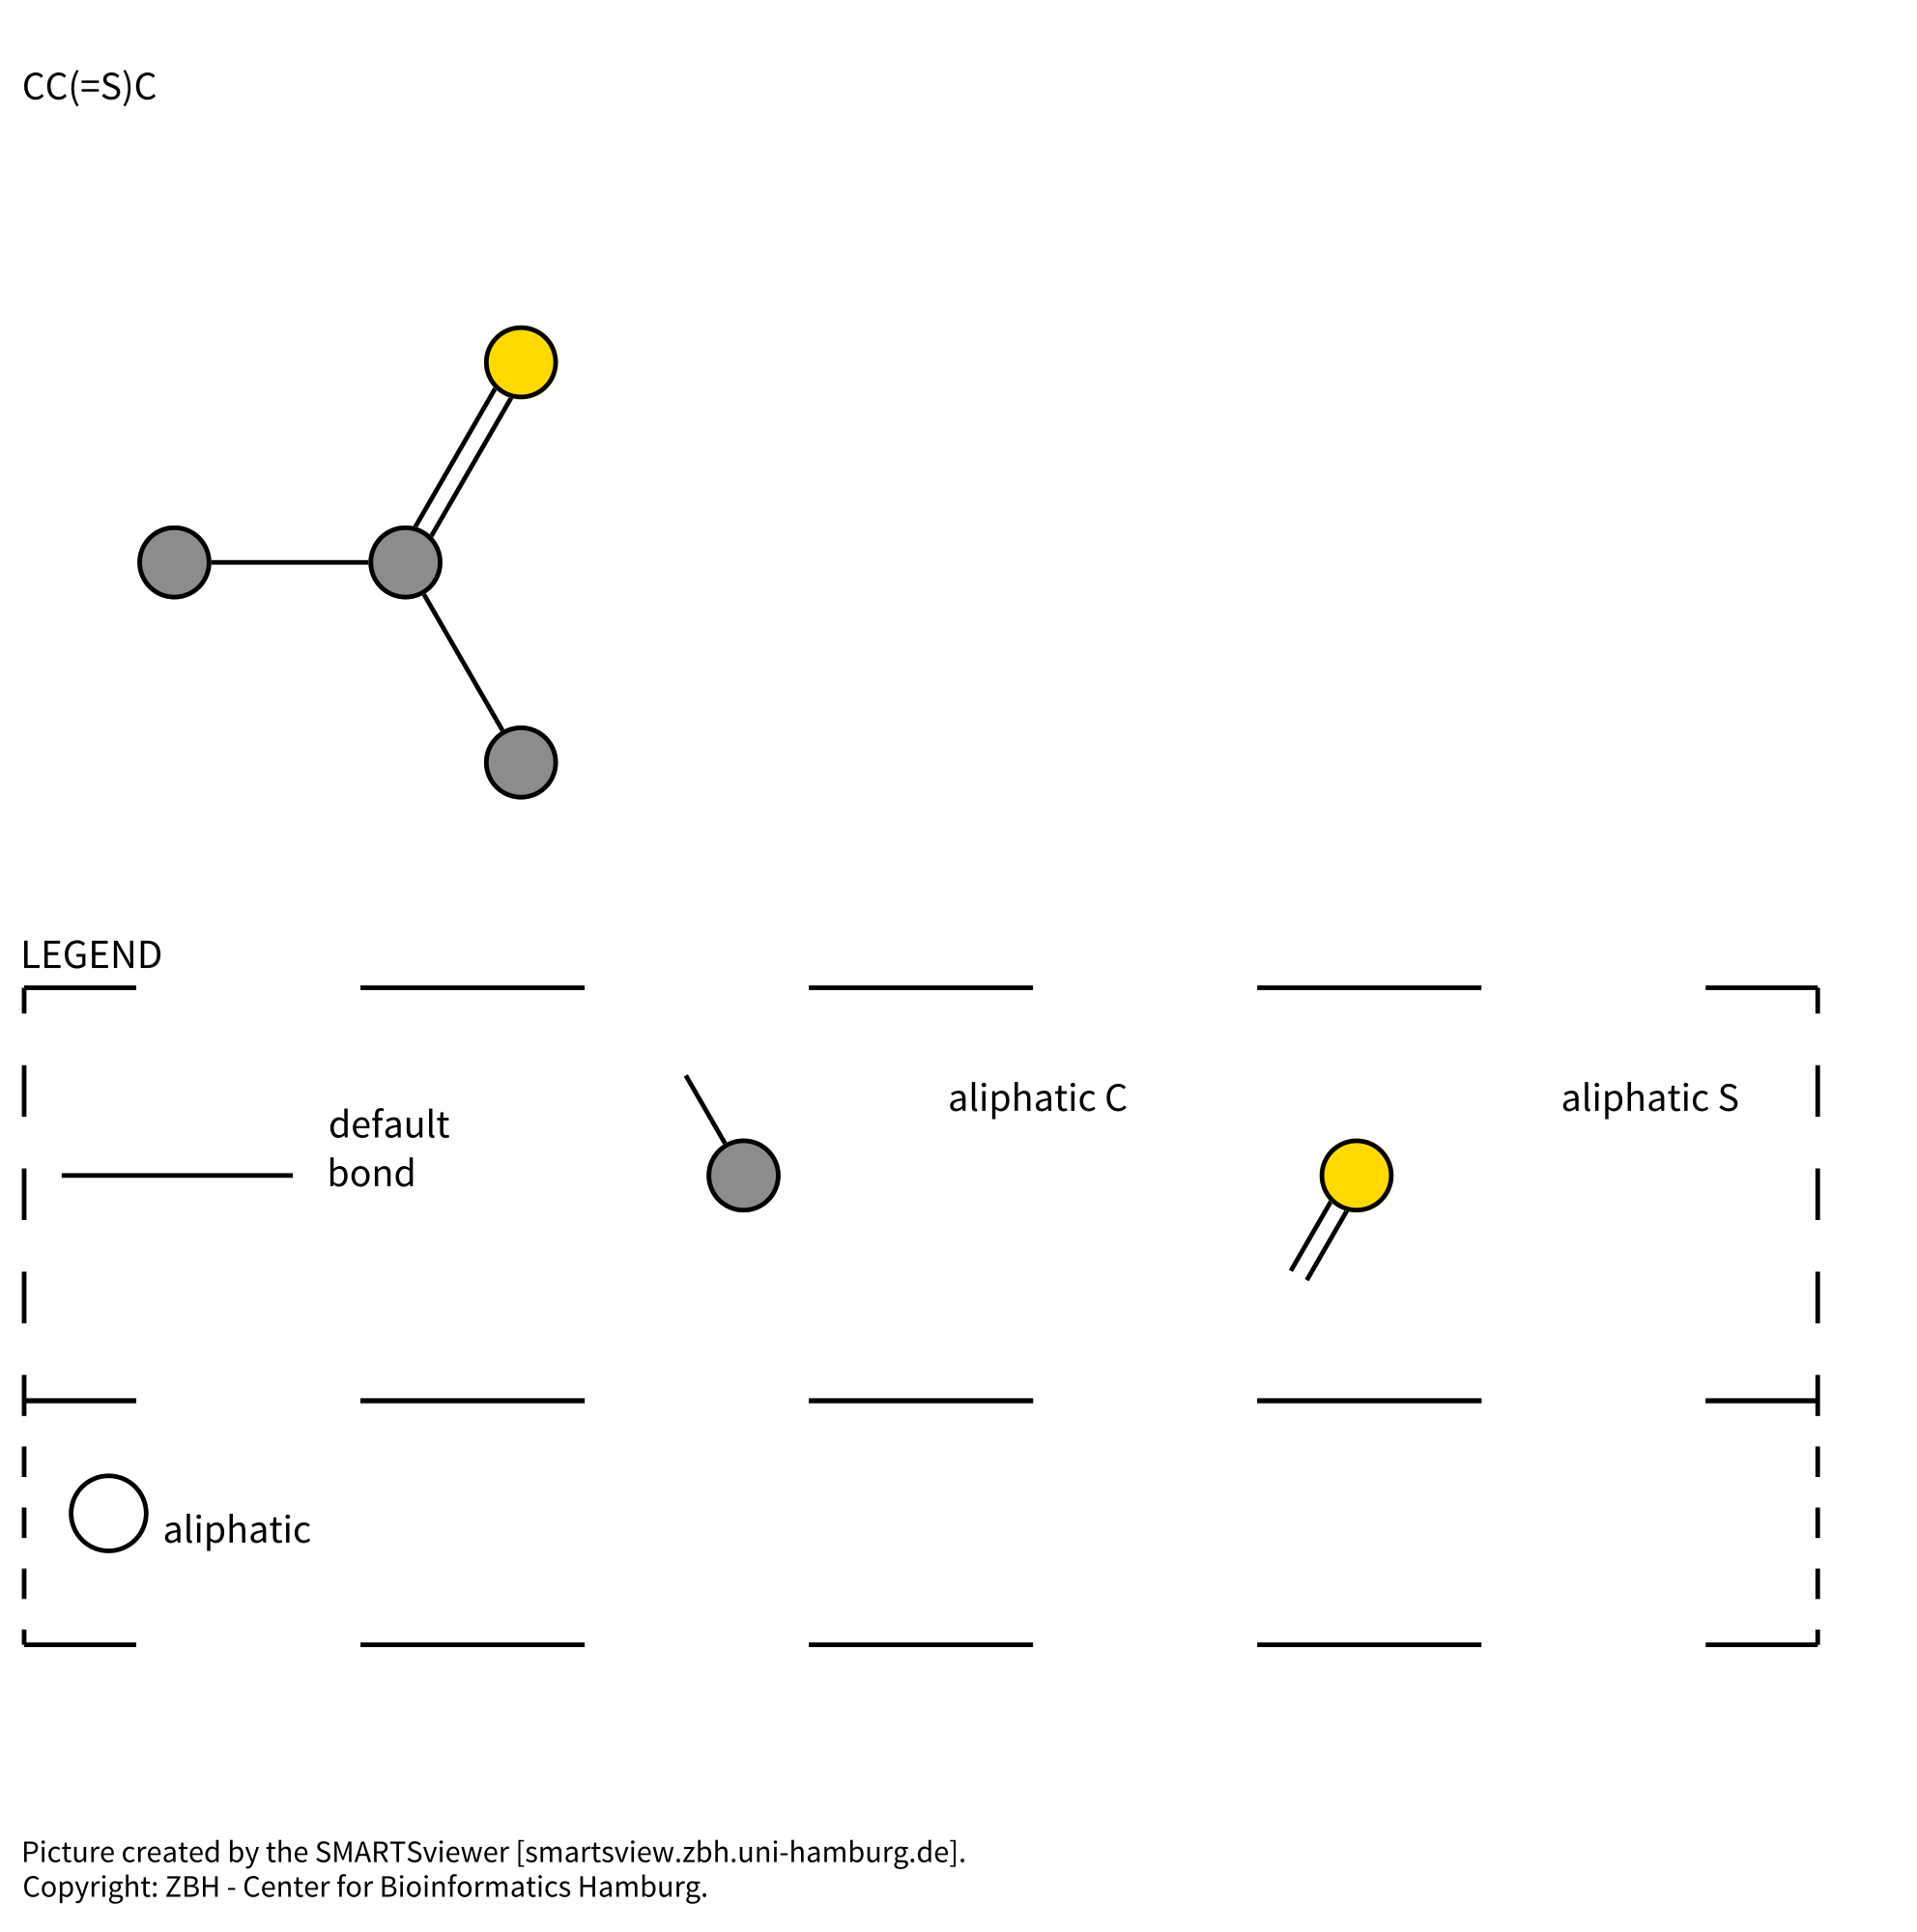 CC(=S)C
LEGEND
default
bond
aliphatic C
aliphatic S
aliphatic
Picture created by the SMARTSviewer [smartsview.zbh.uni-hamburg.de].
Copyright: ZBH - Center for Bioinformatics Hamburg.